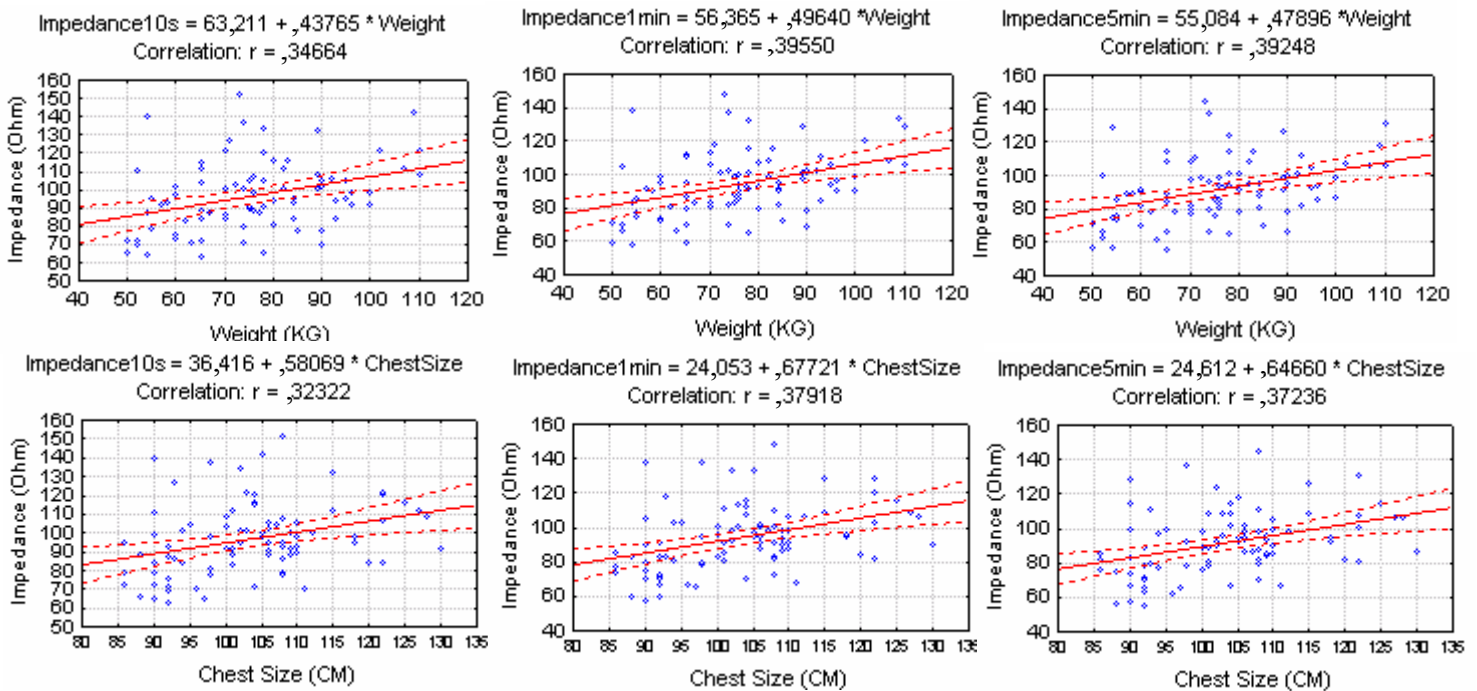 Impedance10s = 63,211 + ,43765 * Weight
Correlation: r = ,34664
Impedance (Ohm)
160
150
140
130
120
110
100
90
80
70
60
50
40 50 60 70 80 90 100 110 120
Weight (KG)
Impedance1min = 56,365 + ,49640 *Weight
Correlation: r = ,39550
Impedance (Ohm)
160
140
120
100
80
60
40
40 50 60 70 80 90 100 110 120
Weight (KG)
Impedance5min = 55,084 + ,47896 *Weight
Correlation: r = ,39248
Impedance (Ohm)
160
140
120
100
80
60
40
40 50 60 70 80 90 100 110 120
Weight (KG)
Impedance10s = 36,416 + ,58069 * ChestSize
Correlation: r = ,32322
Impedance (Ohm)
160
150
140
130
120
110
100
90
80
70
60
50
80 85 90 95 100 105 110 115 120 125 130 135
Chest Size (CM)
Impedance1min = 24,053 + ,67721 * ChestSize
Correlation: r = ,37918
Impedance (Ohm)
160
140
120
100
80
60
40
80 85 90 95 100 105 110 115 120 125 130 135
Chest Size (CM)
Impedance5min = 24,612 + ,64660 * ChestSize
Correlation: r = ,37236
Impedance (Ohm)
160
140
120
100
80
60
40
80 85 90 95 100 105 110 115 120 125 130 135
Chest Size (CM)